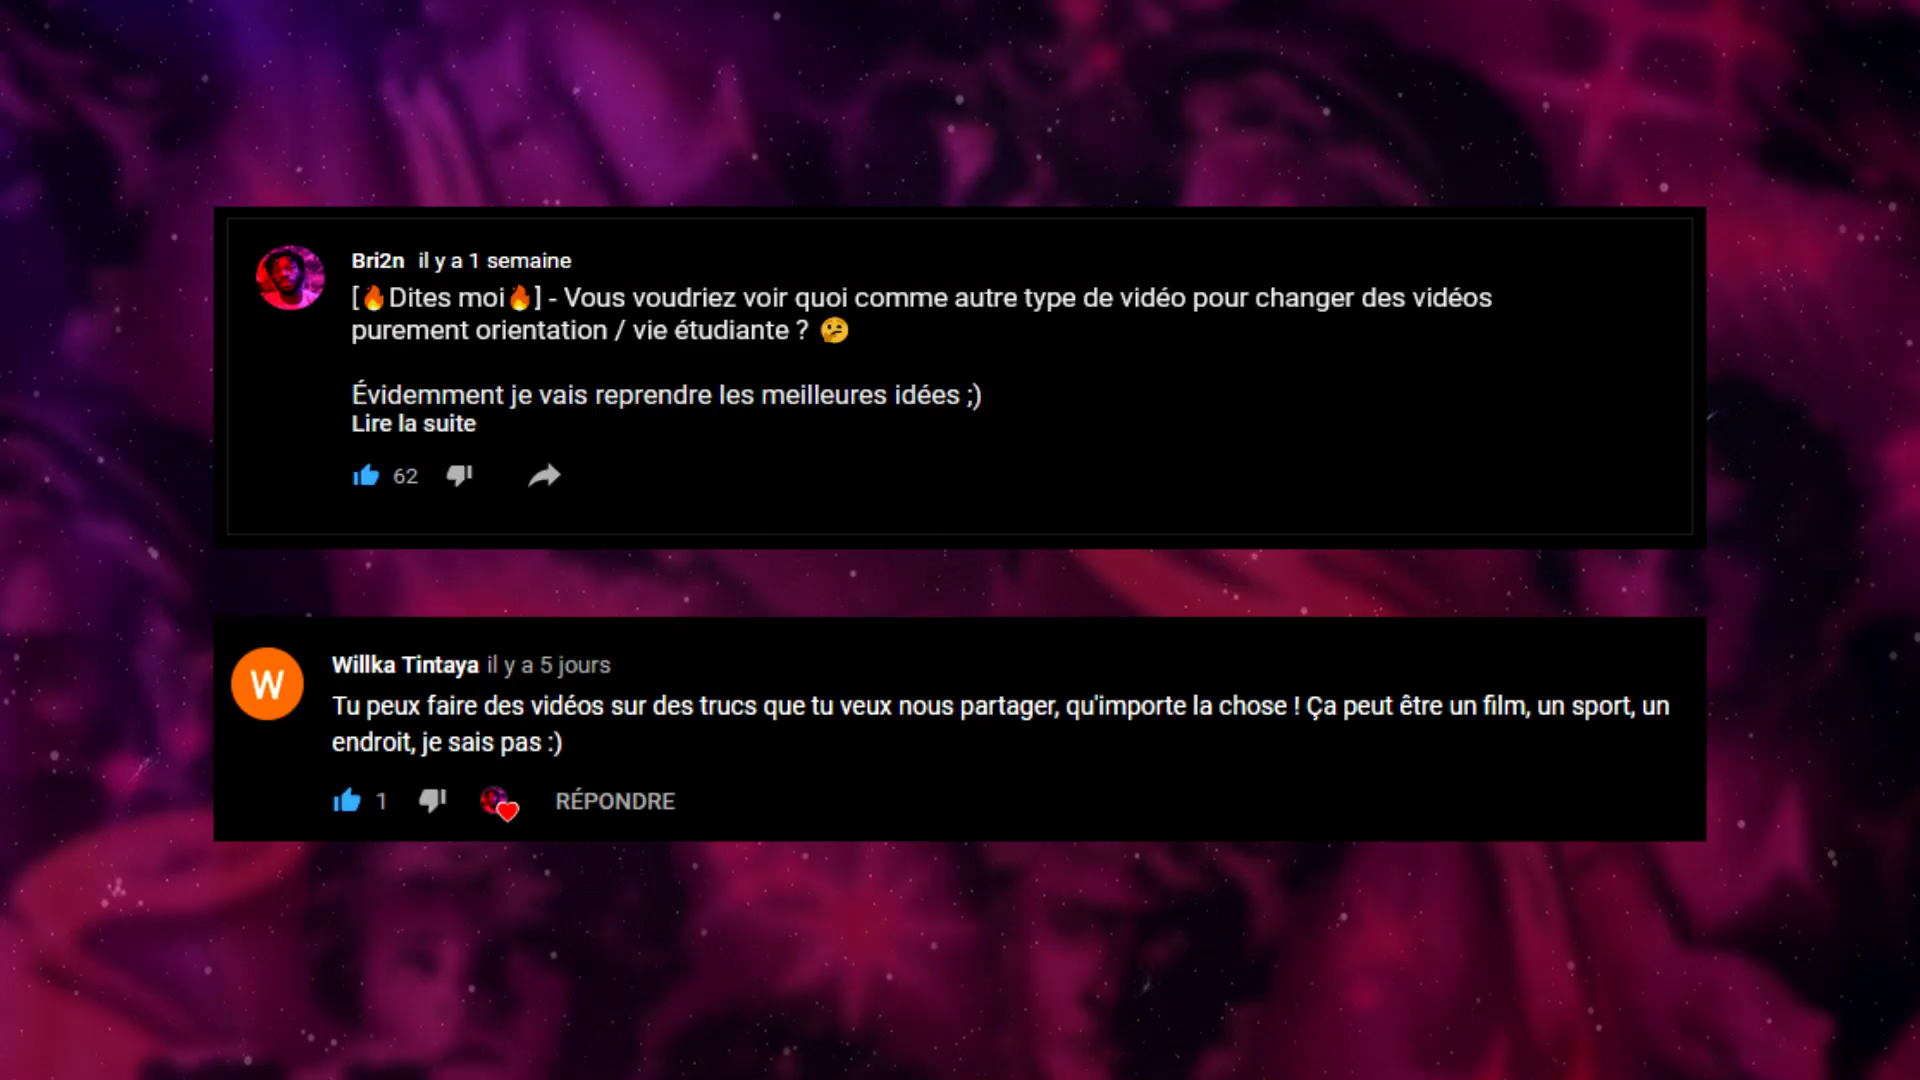 Bri2n il y a 1 semaine
[🔥Dites moi🔥] - Vous voudriez voir quoi comme autre type de vidéo pour changer des vidéos
purement orientation / vie étudiante ? 🤔
Évidemment je vais reprendre les meilleures idées ;)
Lire la suite
62
W
Willka Tintaya il y a 5 jours
Tu peux faire des vidéos sur des trucs que tu veux nous partager, qu'importe la chose ! Ça peut être un film, un sport, un
endroit, je sais pas :)
1 RÉPONDRE